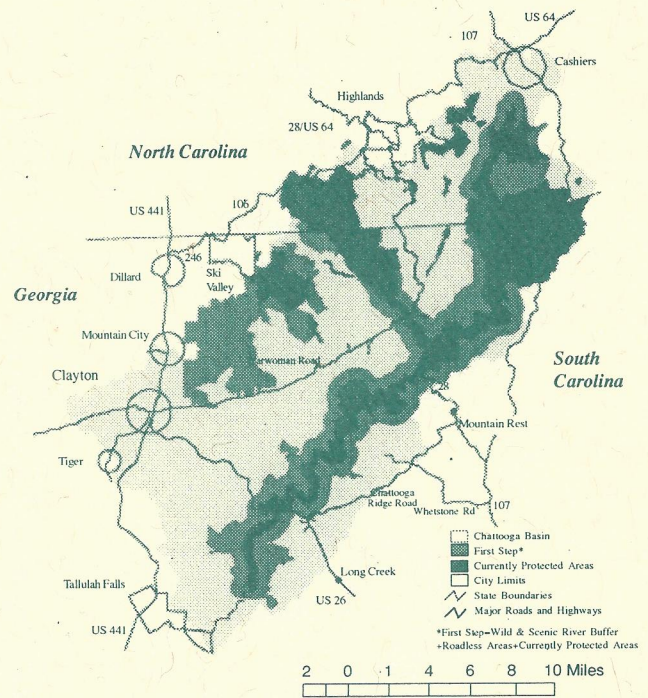 US 64
107
Cashiers
Highlands
28/US 64
North Carolina
105
US 441
246
Dillard
Ski
Valley
Georgia
Mountain City
arwoman Road
South
Carolina
Clayton
28
Mountain Rest
Tiger
Chattooga
Ridge Road
Whetstone Rd
107
Chattooga Basin
First Step*
Currently Protected Areas
City Limits
State Boundaries
Major Roads and Highways
Long Creek
Tallulah Falls
US 26
US 441
*First Step=Wild & Scenic River Buffer
+Roadless Areas+Currently Protected Areas
2 0 2 4 6 8 10 Miles